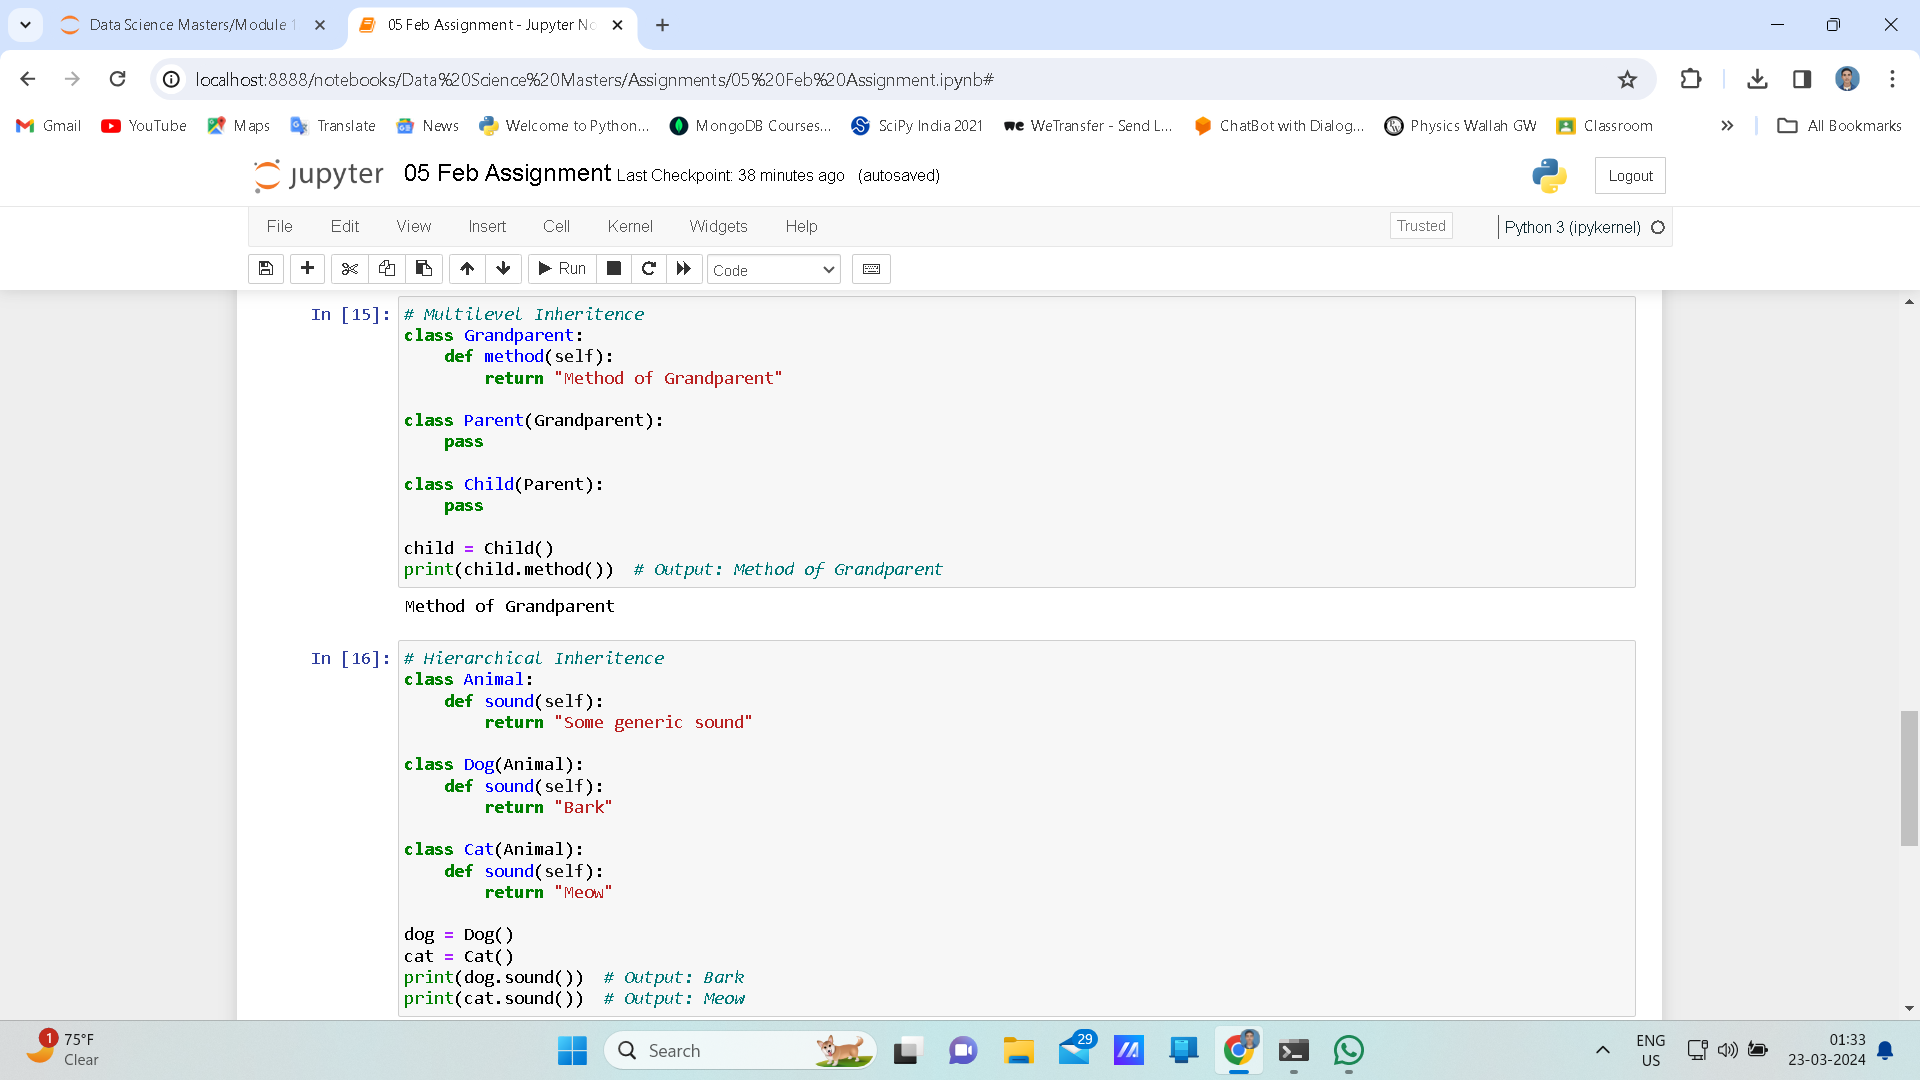 Data Science Masters/Module 1
05 Feb Assignment - Jupyter No
localhost:8888/notebooks/Data%20Science%20Masters/Assignments/05%20Feb%20Assignment.ipynb#
Gmail YouTube Maps Translate News Welcome to Python... MongoDB Courses... SciPy India 2021 WeTransfer - Send L... ChatBot with Dialog... Physics Wallah GW Classroom » All Bookmarks
jupyter 05 Feb Assignment Last Checkpoint: 38 minutes ago (autosaved) Logout
File Edit View Insert Cell Kernel Widgets Help Trusted Python 3 (ipykernel)
Run Code
In [15]: # Multilevel Inheritence
class Grandparent:
    def method(self):
        return "Method of Grandparent"
class Parent(Grandparent):
    pass
class Child(Parent):
    pass
child = Child()
print(child.method())  # Output: Method of Grandparent
Method of Grandparent
In [16]: # Hierarchical Inheritence
class Animal:
    def sound(self):
        return "Some generic sound"
class Dog(Animal):
    def sound(self):
        return "Bark"
class Cat(Animal):
    def sound(self):
        return "Meow"
dog = Dog()
cat = Cat()
print(dog.sound())  # Output: Bark
print(cat.sound())  # Output: Meow
1 75°F
Clear
Search
29
ENG
US
01:33
23-03-2024